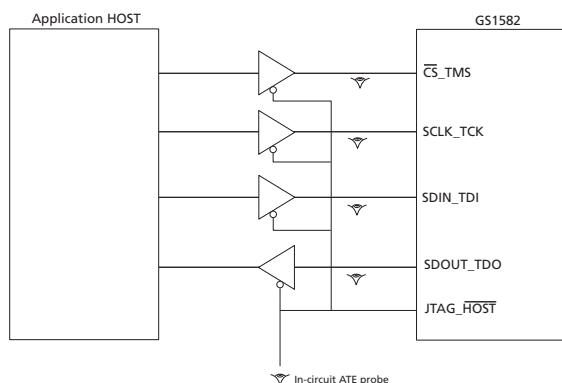 Application HOST
GS1582
CS_TMS
SCLK_TCK
SDIN_TDI
SDOUT_TDO
JTAG_HOST
In-circuit ATE probe